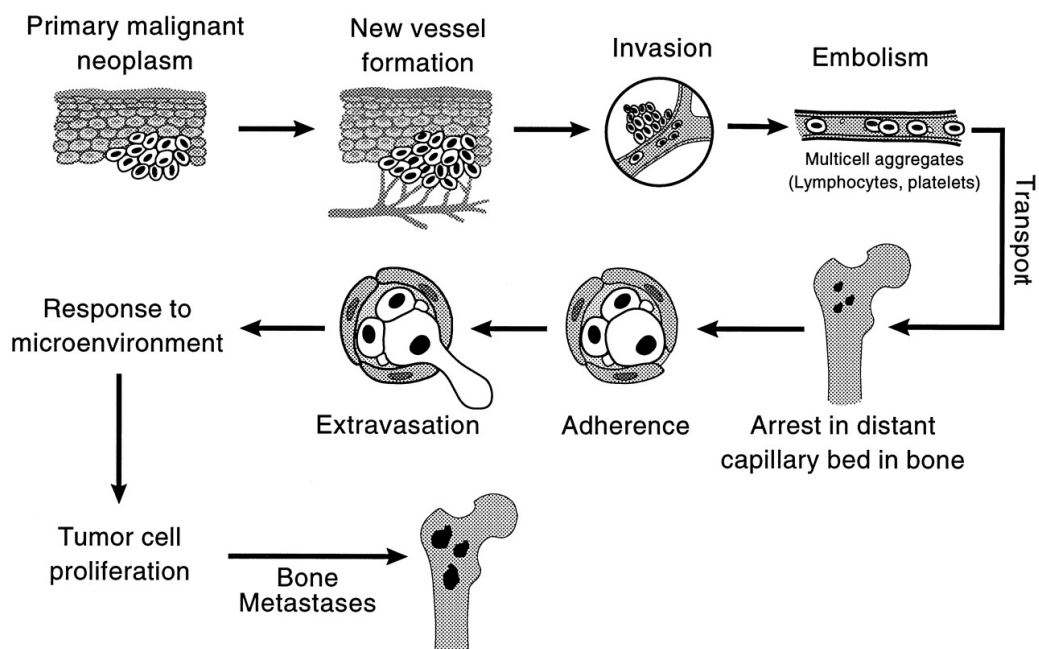 Primary malignant
neoplasm
New vessel
formation
Invasion
Embolism
Multicell aggregates
(Lymphocytes, platelets)
Transport
Arrest in distant
capillary bed in bone
Adherence
Extravasation
Response to
microenvironment
Tumor cell
proliferation
Bone
Metastases